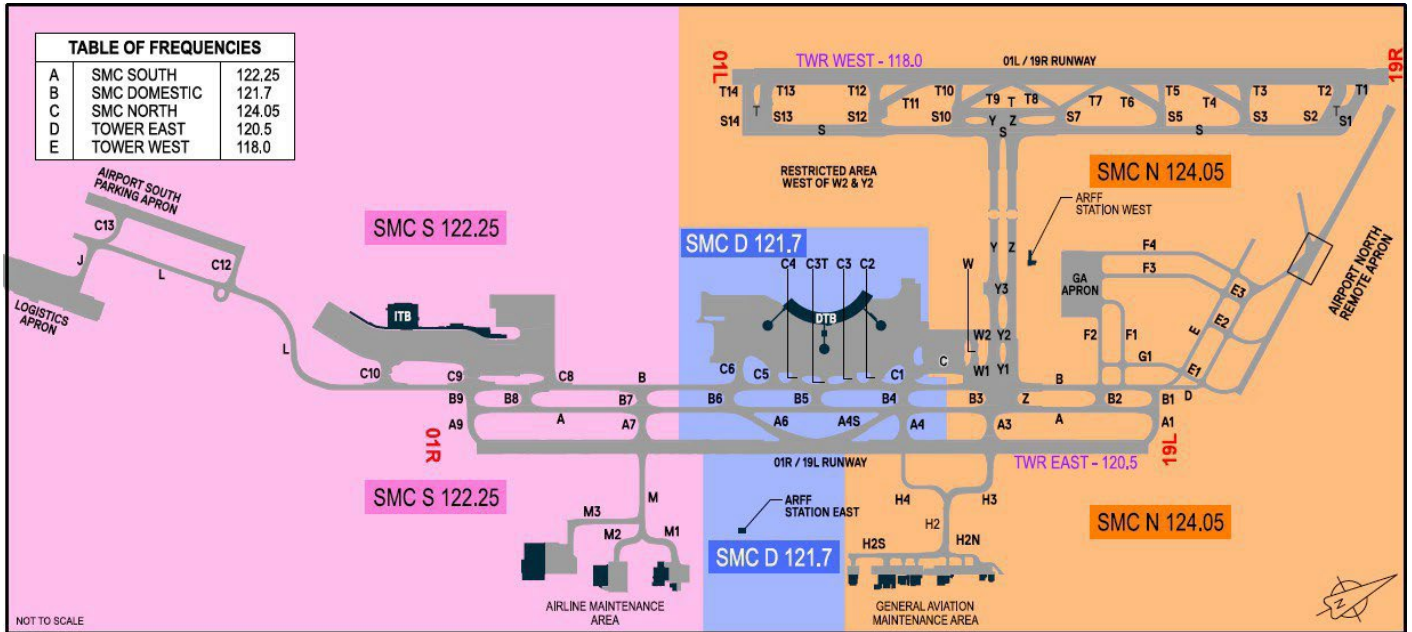 TABLE OF FREQUENCIES
A SMC SOUTH 122.25
B SMC DOMESTIC 121.7
C SMC NORTH 124.05
D TOWER EAST 120.5
E TOWER WEST 118.0
01L
TWR WEST - 118.0
01L / 19R RUNWAY
19R
T14 T13 T12 T11 T10 T9 T T8 T7 T6 T5 T4 T3 T2 T1
T
T
S14 S13 S12 S10 Y Z S7 S5 S3 S2 S1
S S S
RESTRICTED AREA
WEST OF W2 & Y2
SMC N 124.05
ARFF
STATION WEST
AIRPORT SOUTH
PARKING APRON
SMC S 122.25
SMC D 121.7
C13
J
L
C12
LOGISTICS
APRON
L
ITB
C4 C3T C3 C2
W
Y Z
DTB
Y3
W2 Y2
W1 Y1
C
GA
APRON
F4
F3
F2 F1
G1
E3
E2
E
E1
AIRPORT NORTH
REMOTE APRON
C10 C9 C8 B C6 C5 C1 B D
B9 B8 B7 B6 B5 B4 B3 Z B2 B1
A9 A A7 A6 A4S A4 A3 A A1
01R
01R / 19L RUNWAY
TWR EAST - 120.5
19L
SMC S 122.25
M
M3
M2 M1
ARFF
STATION EAST
SMC D 121.7
H4 H3
H2
H2S H2N
SMC N 124.05
AIRLINE MAINTENANCE
AREA
GENERAL AVIATION
MAINTENANCE AREA
NOT TO SCALE
N